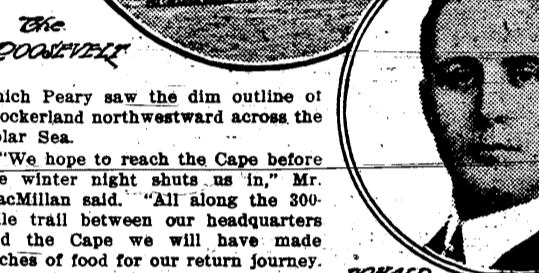 The
ROOSEVELT
hich Peary saw the dim outline of
ockerland northwestward across the
olar Sea.
"We hope to reach the Cape before
e winter night shuts us in," Mr.
acMillan said. "All along the 300-
le trail between our headquarters
d the Cape we will have made
ches of food for our return journey.
DONALD